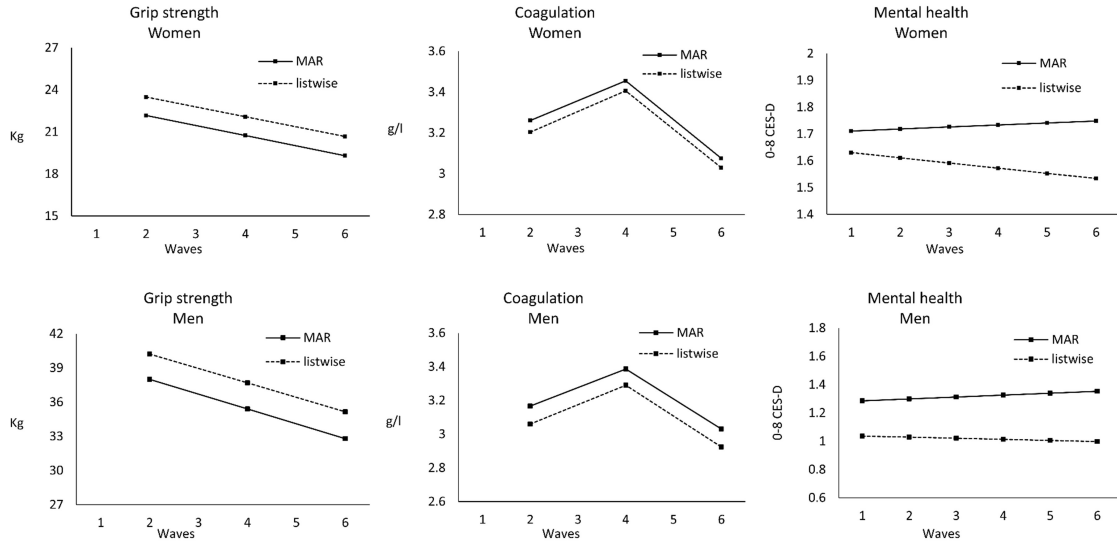 Grip strength
Women
27
24
21
18
15
Kg
MAR
listwise
1 2 3 4 5 6
Waves
Coagulation
Women
3.6
3.4
3.2
3
2.8
g/l
MAR
listwise
1 2 3 4 5 6
Waves
Mental health
Women
2
1.9
1.8
1.7
1.6
1.5
1.4
0-8 CES-D
MAR
listwise
1 2 3 4 5 6
Waves
Grip strength
Men
42
39
36
33
30
27
Kg
MAR
listwise
1 2 3 4 5 6
Waves
Coagulation
Men
3.6
3.4
3.2
3
2.8
2.6
g/l
MAR
listwise
1 2 3 4 5 6
Waves
Mental health
Men
1.8
1.6
1.4
1.2
1
0.8
0.6
0-8 CES-D
MAR
listwise
1 2 3 4 5 6
Waves